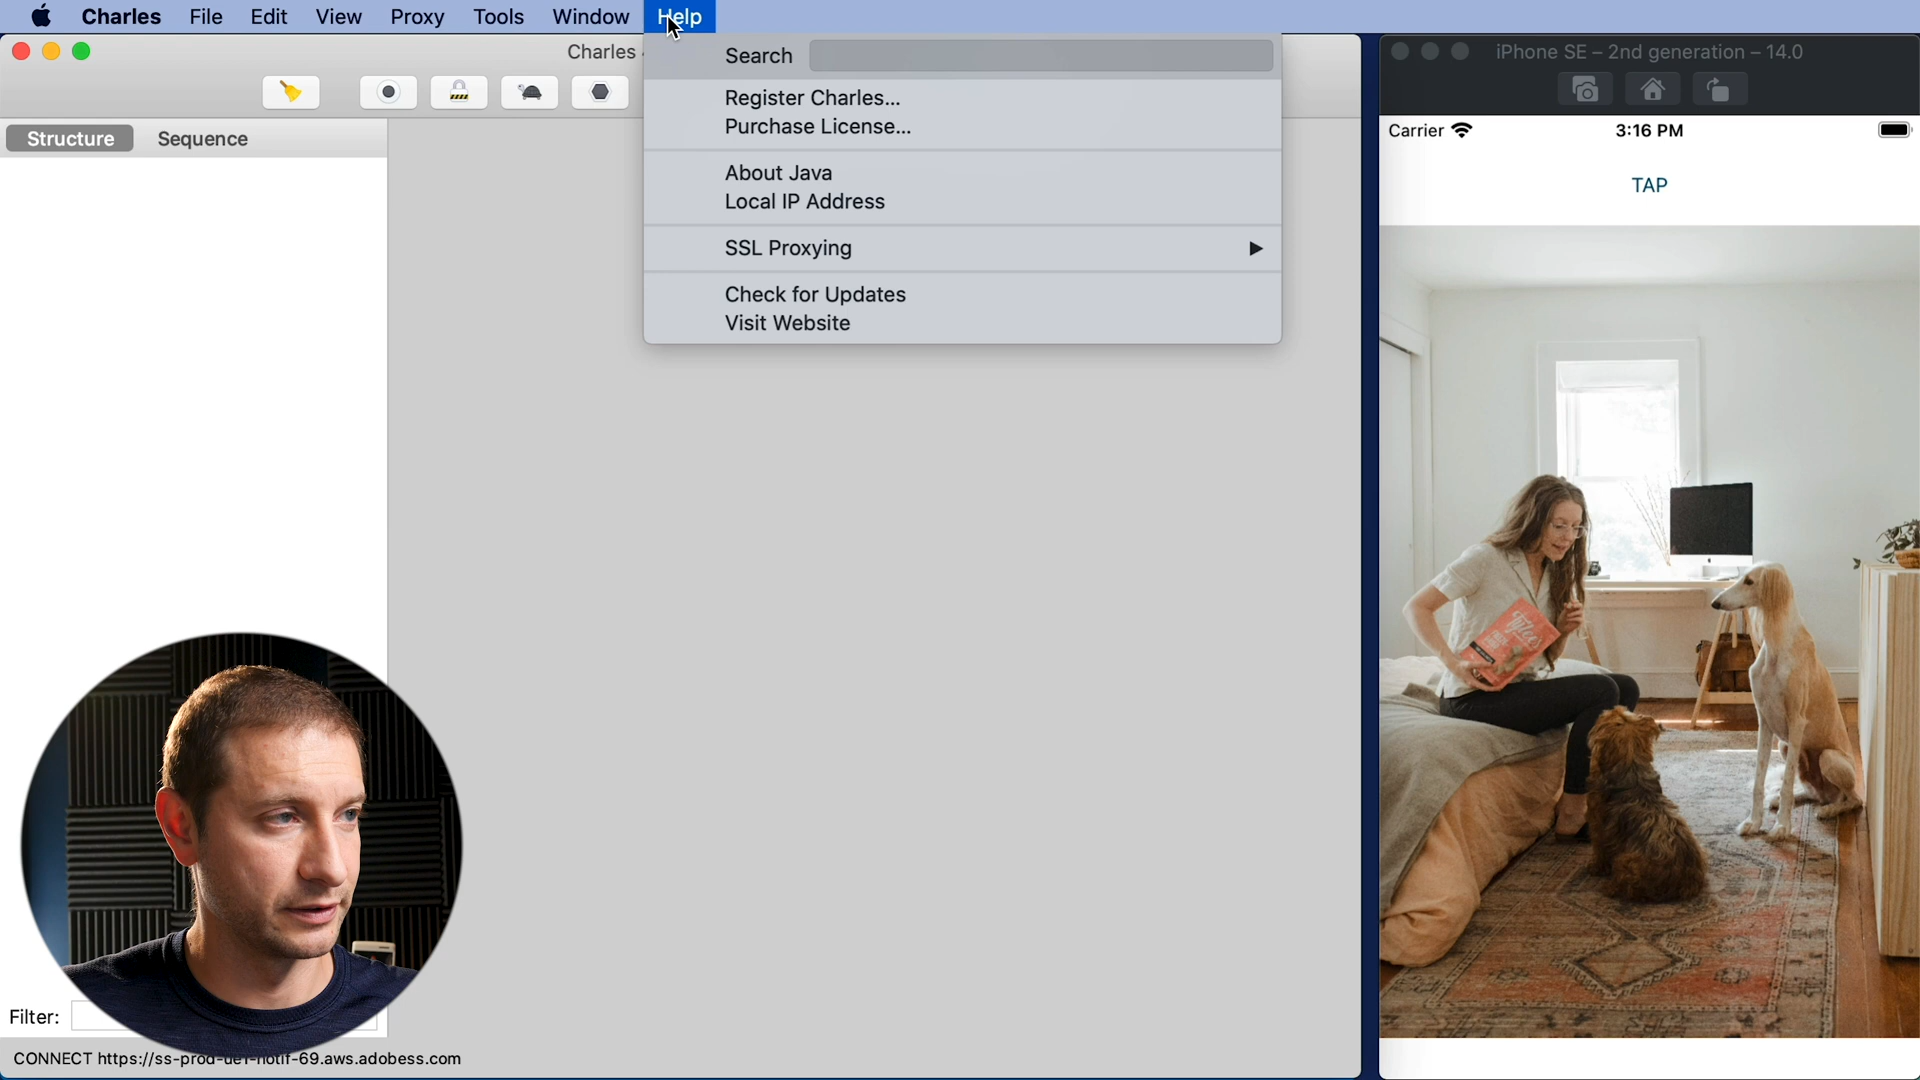 Charles File Edit View Proxy Tools Window Help
Charles
Search
Register Charles...
Purchase License...
About Java
Local IP Address
SSL Proxying
Check for Updates
Visit Website
Structure Sequence
Filter:
CONNECT https://ss-prod-ue1-notif-69.aws.adobess.com
iPhone SE – 2nd generation – 14.0
Carrier 3:16 PM
TAP